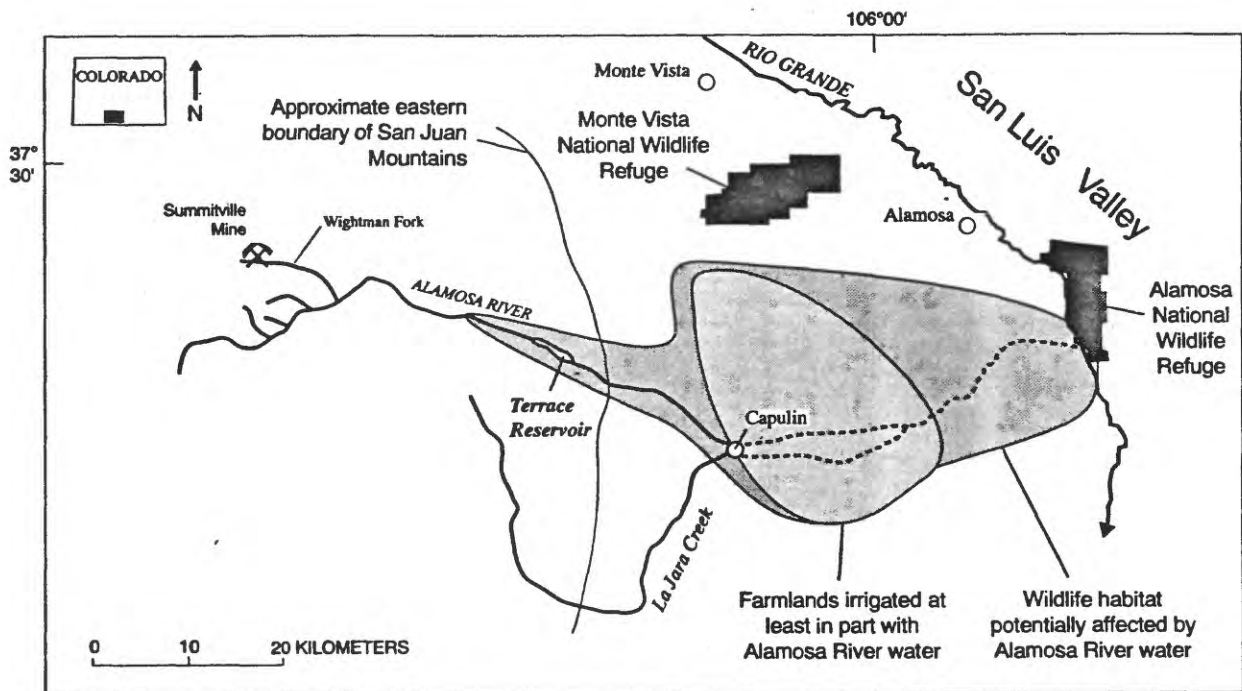 106°00'
COLORADO
N
37°
30'
Approximate eastern
boundary of San Juan
Mountains
Monte Vista
RIO GRANDE
San Luis Valley
Monte Vista
National Wildlife
Refuge
Alamosa
Summitville
Mine
Wightman Fork
ALAMOSA RIVER
Alamosa
National
Wildlife
Refuge
Terrace
Reservoir
Capulin
La Jara Creek
Farmlands irrigated at
least in part with
Alamosa River water
Wildlife habitat
potentially affected by
Alamosa River water
0 10 20 KILOMETERS